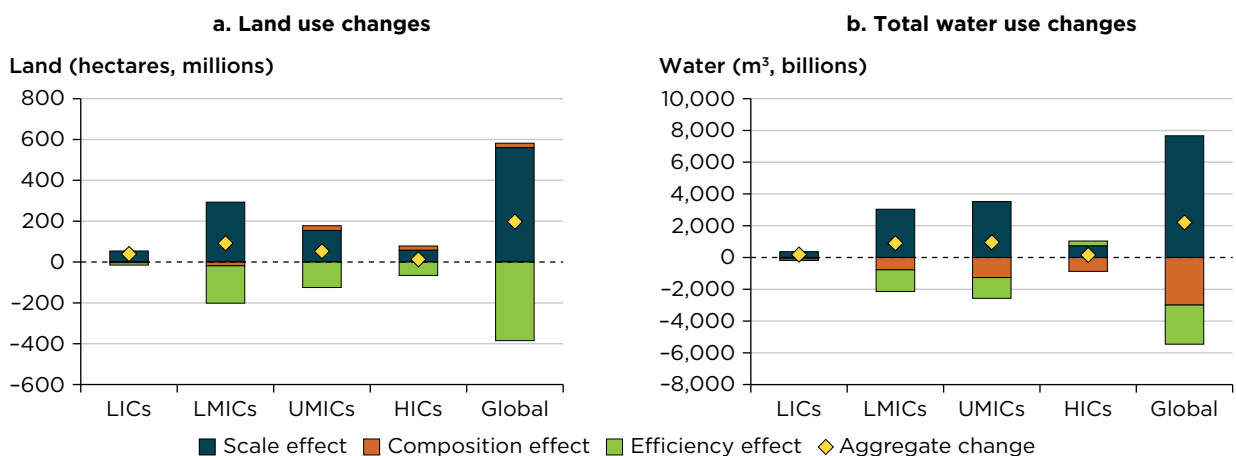 a. Land use changes
Land (hectares, millions)
800
600
400
200
0
–200
–400
–600
LICs LMICs UMICs HICs Global
b. Total water use changes
Water (m³, billions)
10,000
8,000
6,000
4,000
2,000
0
–2,000
–4,000
–6,000
–8,000
LICs LMICs UMICs HICs Global
Scale effect Composition effect Efficiency effect Aggregate change